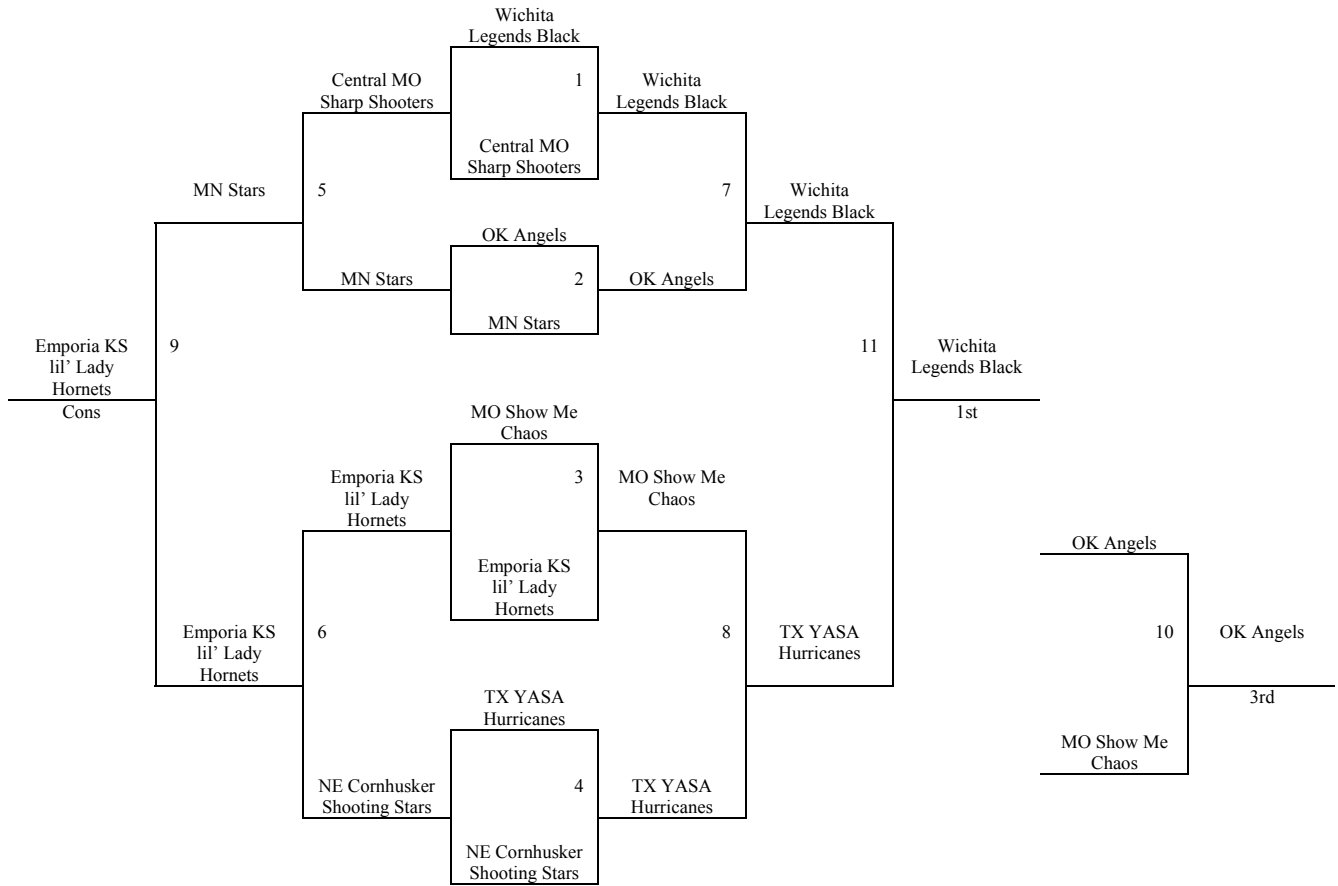 Wichita
Legends Black
Central MO
Sharp Shooters
1
Wichita
Legends Black
Central MO
Sharp Shooters
MN Stars
5
7
Wichita
Legends Black
OK Angels
MN Stars
2
OK Angels
MN Stars
Emporia KS
lil’ Lady
Hornets
9
11
Wichita
Legends Black
Cons
1st
MO Show Me
Chaos
Emporia KS
lil’ Lady
Hornets
3
MO Show Me
Chaos
OK Angels
Emporia KS
lil’ Lady
Hornets
Emporia KS
lil’ Lady
Hornets
6
8
TX YASA
Hurricanes
10
OK Angels
3rd
TX YASA
Hurricanes
MO Show Me
Chaos
NE Cornhusker
Shooting Stars
4
TX YASA
Hurricanes
NE Cornhusker
Shooting Stars